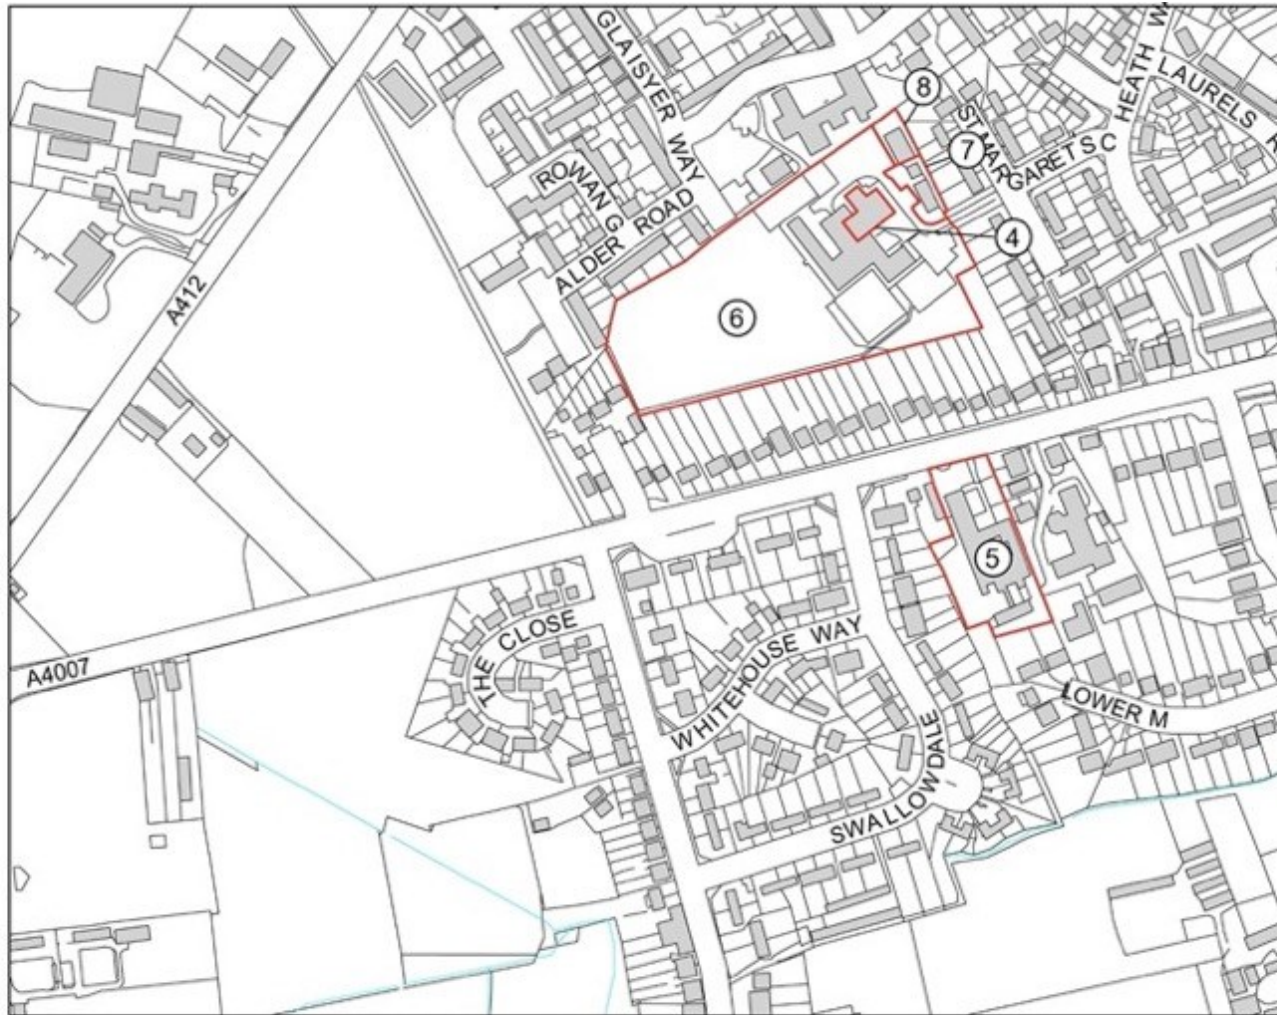 GLAISYER WAY
HEATH WA
LAURELS R
8
ST MARGARETS C
7
ROWAN G
ALDER ROAD
4
A412
6
5
A4007
THE CLOSE
WHITEHOUSE WAY
LOWER M
SWALLOWDALE